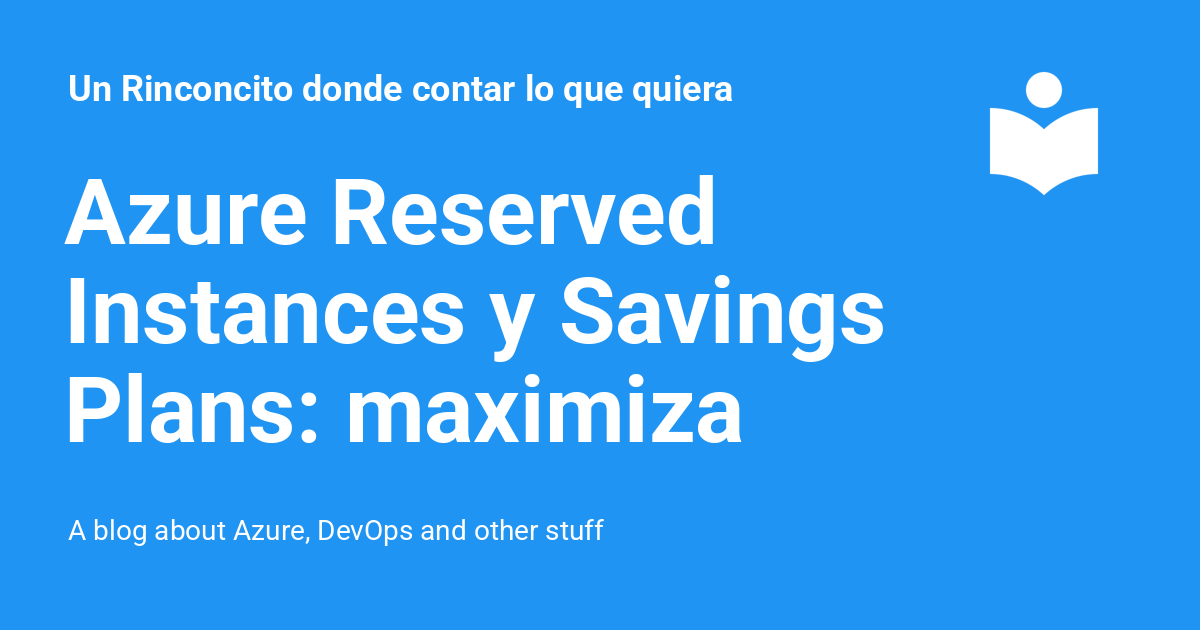 Un Rinconcito donde contar lo que quiera
Azure Reserved
Instances y Savings
Plans: maximiza
A blog about Azure, DevOps and other stuff